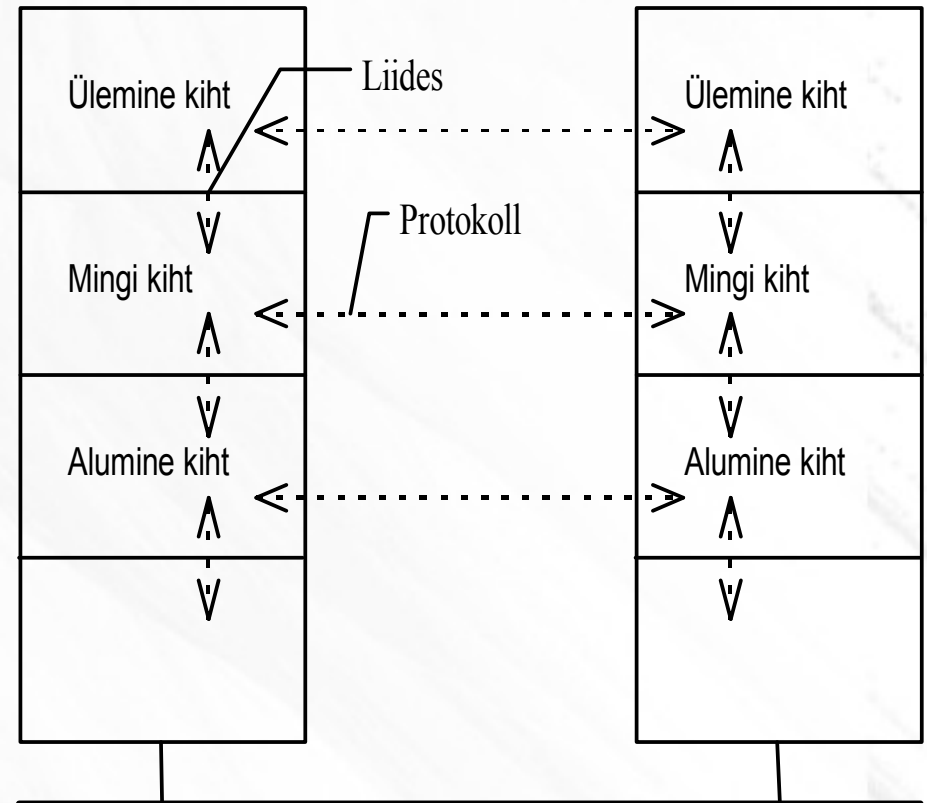 Liides
Ülemine kiht
Ülemine kiht
Protokoll
Mingi kiht
Mingi kiht
Alumine kiht
Alumine kiht